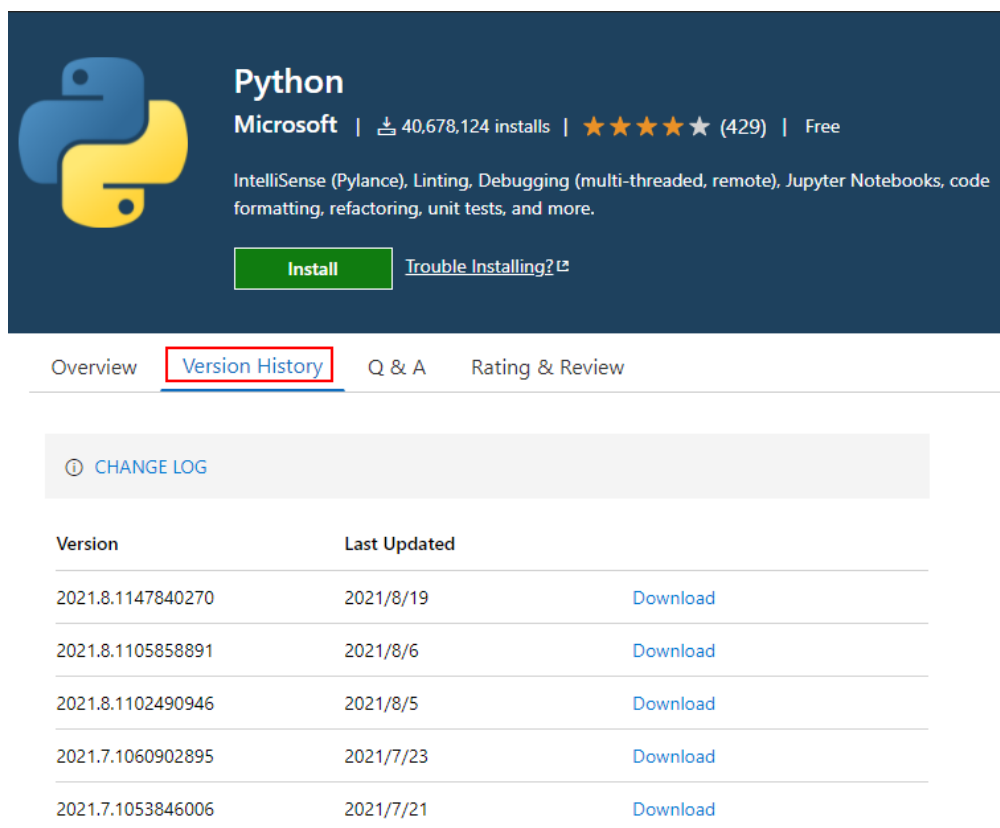 Python
Microsoft | 40,678,124 installs | (429) | Free
IntelliSense (Pylance), Linting, Debugging (multi-threaded, remote), Jupyter Notebooks, code
formatting, refactoring, unit tests, and more.
Install Trouble Installing?
Overview Version History Q & A Rating & Review
CHANGE LOG
Version Last Updated
2021.8.1147840270 2021/8/19 Download
2021.8.1105858891 2021/8/6 Download
2021.8.1102490946 2021/8/5 Download
2021.7.1060902895 2021/7/23 Download
2021.7.1053846006 2021/7/21 Download